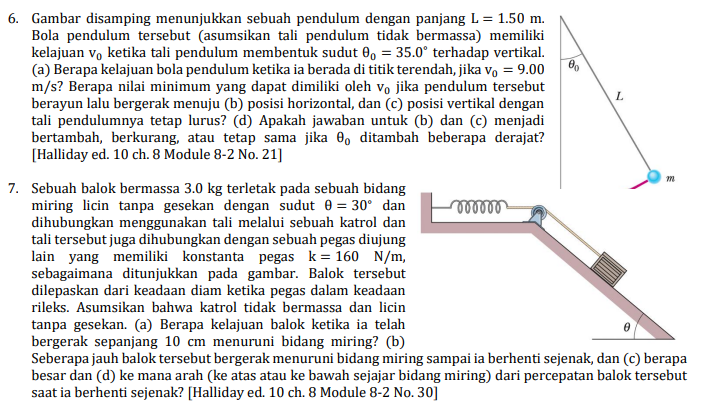 6. Gambar disamping menunjukkan sebuah pendulum dengan panjang L = 1.50 m.
Bola pendulum tersebut (asumsikan tali pendulum tidak bermassa) memiliki
kelajuan v₀ ketika tali pendulum membentuk sudut θ₀ = 35.0° terhadap vertikal.
(a) Berapa kelajuan bola pendulum ketika ia berada di titik terendah, jika v₀ = 9.00
m/s? Berapa nilai minimum yang dapat dimiliki oleh v₀ jika pendulum tersebut
berayun lalu bergerak menuju (b) posisi horizontal, dan (c) posisi vertikal dengan
tali pendulumnya tetap lurus? (d) Apakah jawaban untuk (b) dan (c) menjadi
bertambah, berkurang, atau tetap sama jika θ₀ ditambah beberapa derajat?
[Halliday ed. 10 ch. 8 Module 8-2 No. 21]
θ₀
L
m
7. Sebuah balok bermassa 3.0 kg terletak pada sebuah bidang
miring licin tanpa gesekan dengan sudut θ = 30° dan
dihubungkan menggunakan tali melalui sebuah katrol dan
tali tersebut juga dihubungkan dengan sebuah pegas diujung
lain yang memiliki konstanta pegas k = 160 N/m,
sebagaimana ditunjukkan pada gambar. Balok tersebut
dilepaskan dari keadaan diam ketika pegas dalam keadaan
rileks. Asumsikan bahwa katrol tidak bermassa dan licin
tanpa gesekan. (a) Berapa kelajuan balok ketika ia telah
bergerak sepanjang 10 cm menuruni bidang miring? (b)
Seberapa jauh balok tersebut bergerak menuruni bidang miring sampai ia berhenti sejenak, dan (c) berapa
besar dan (d) ke mana arah (ke atas atau ke bawah sejajar bidang miring) dari percepatan balok tersebut
saat ia berhenti sejenak? [Halliday ed. 10 ch. 8 Module 8-2 No. 30]
θ